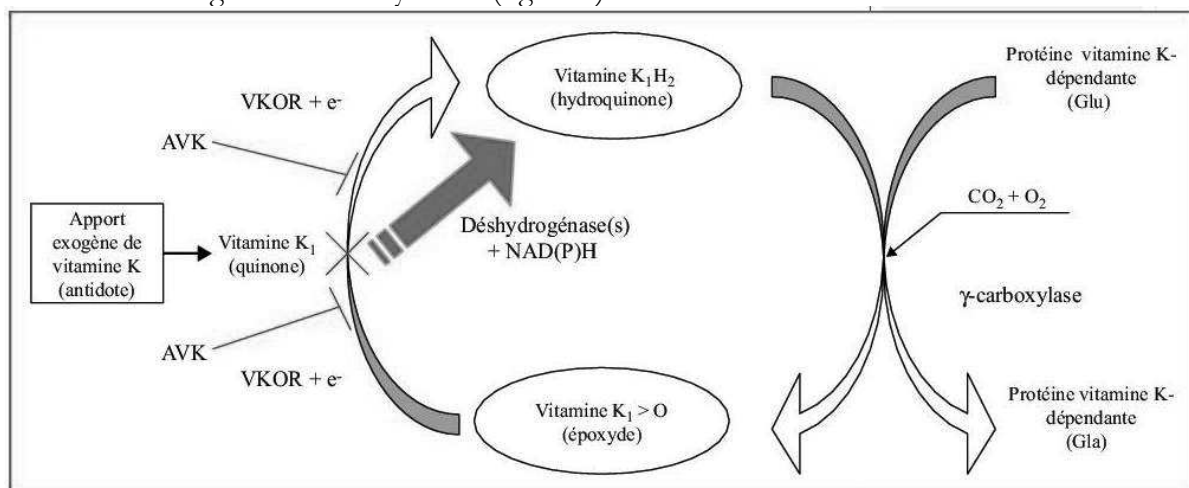 Vitamine K₁H₂
(hydroquinone)
Protéine vitamine K-
dépendante
(Glu)
VKOR + e-
AVK
CO₂ + O₂
Déshydrogénase(s)
+ NAD(P)H
Apport
exogène de
vitamine K
(antidote)
Vitamine K₁
(quinone)
γ-carboxylase
AVK
VKOR + e-
Vitamine K₁ > O
(époxyde)
Protéine vitamine K-
dépendante
(Gla)